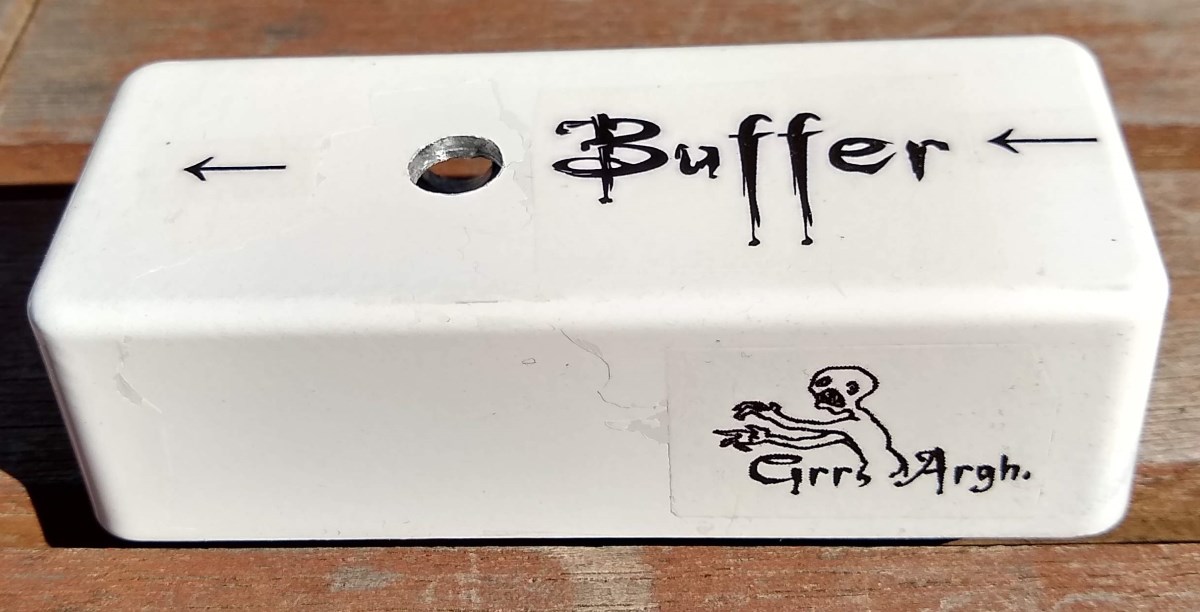 ← Buffer ←
Grr, Argh.